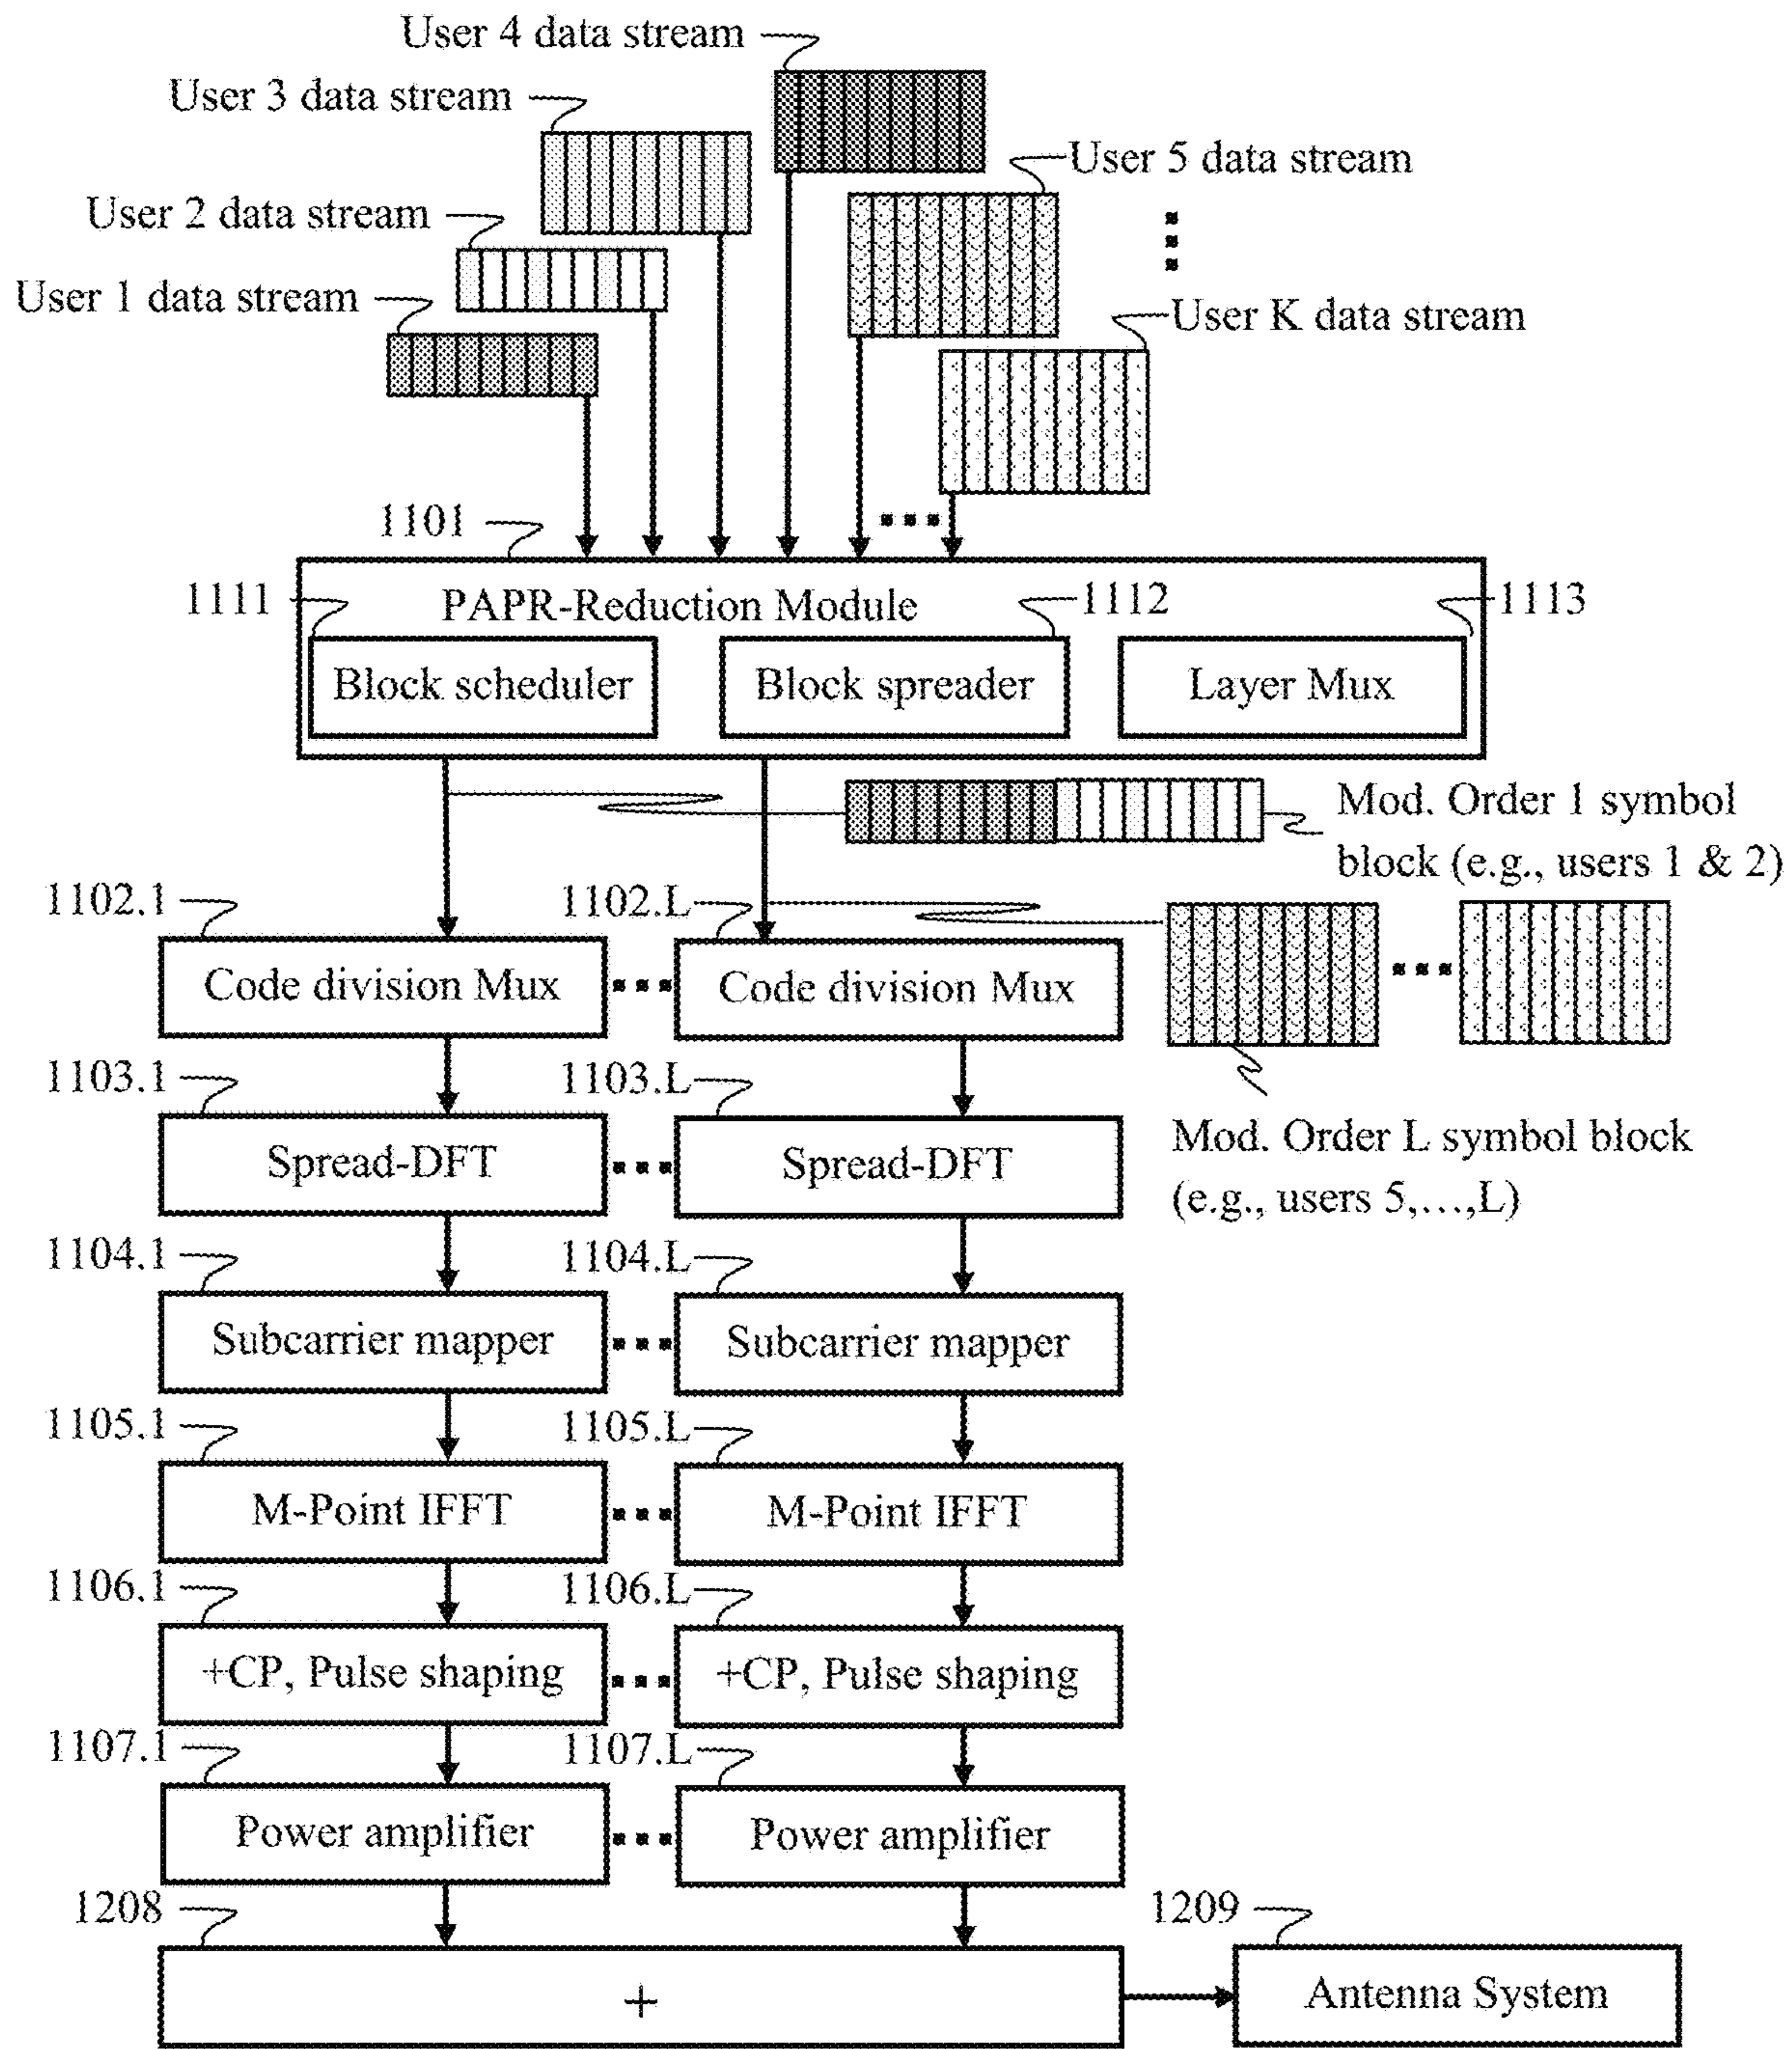 User 4 data stream
User 3 data stream
User 5 data stream
User 2 data stream
User 1 data stream
User K data stream
1101
1111
PAPR-Reduction Module
1112
1113
Block scheduler
Block spreader
Layer Mux
Mod. Order 1 symbol
block (e.g., users 1 & 2)
1102.1
1102.L
Code division Mux
Code division Mux
1103.1
1103.L
Mod. Order L symbol block
(e.g., users 5,…,L)
Spread-DFT
Spread-DFT
1104.1
1104.L
Subcarrier mapper
Subcarrier mapper
1105.1
1105.L
M-Point IFFT
M-Point IFFT
1106.1
1106.L
+CP, Pulse shaping
+CP, Pulse shaping
1107.1
1107.L
Power amplifier
Power amplifier
1208
1209
+
Antenna System